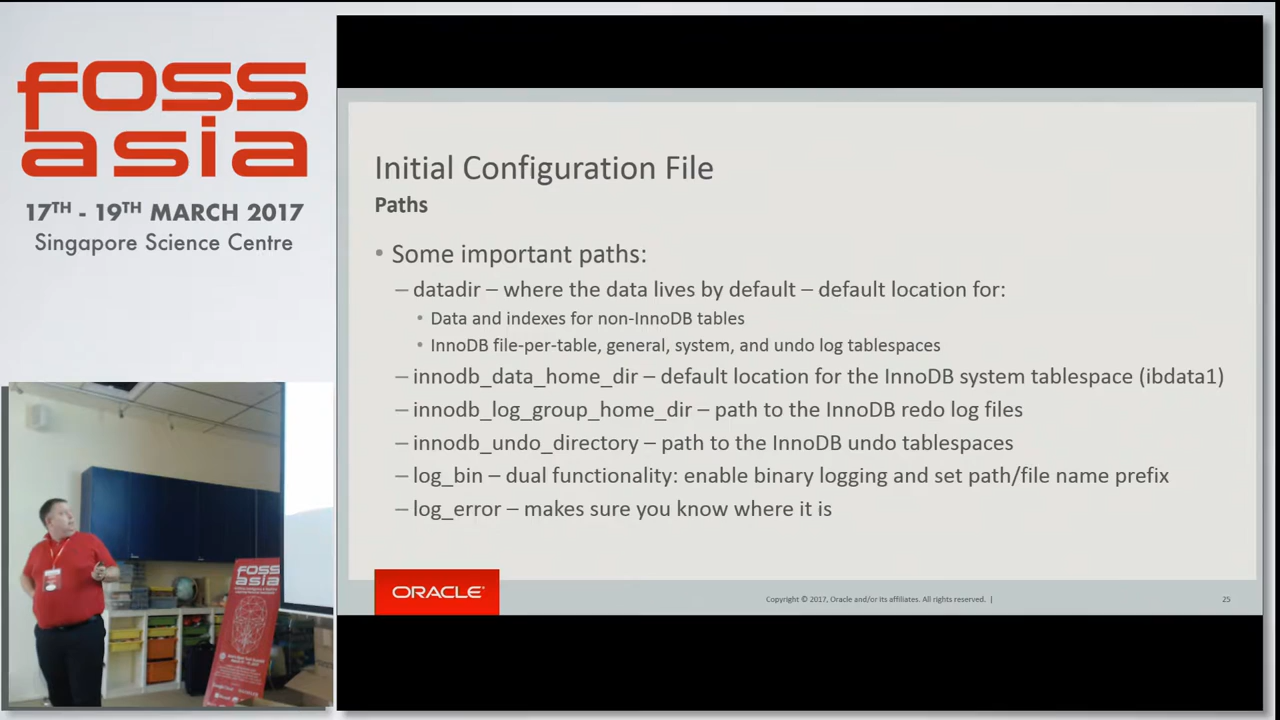 FOSS
asia
17TH - 19TH MARCH 2017
Singapore Science Centre
Initial Configuration File
Paths
• Some important paths:
– datadir – where the data lives by default – default location for:
• Data and indexes for non-InnoDB tables
• InnoDB file-per-table, general, system, and undo log tablespaces
– innodb_data_home_dir – default location for the InnoDB system tablespace (ibdata1)
– innodb_log_group_home_dir – path to the InnoDB redo log files
– innodb_undo_directory – path to the InnoDB undo tablespaces
– log_bin – dual functionality: enable binary logging and set path/file name prefix
– log_error – makes sure you know where it is
ORACLE
Copyright © 2017, Oracle and/or its affiliates. All rights reserved. |
25
FOSS
asia